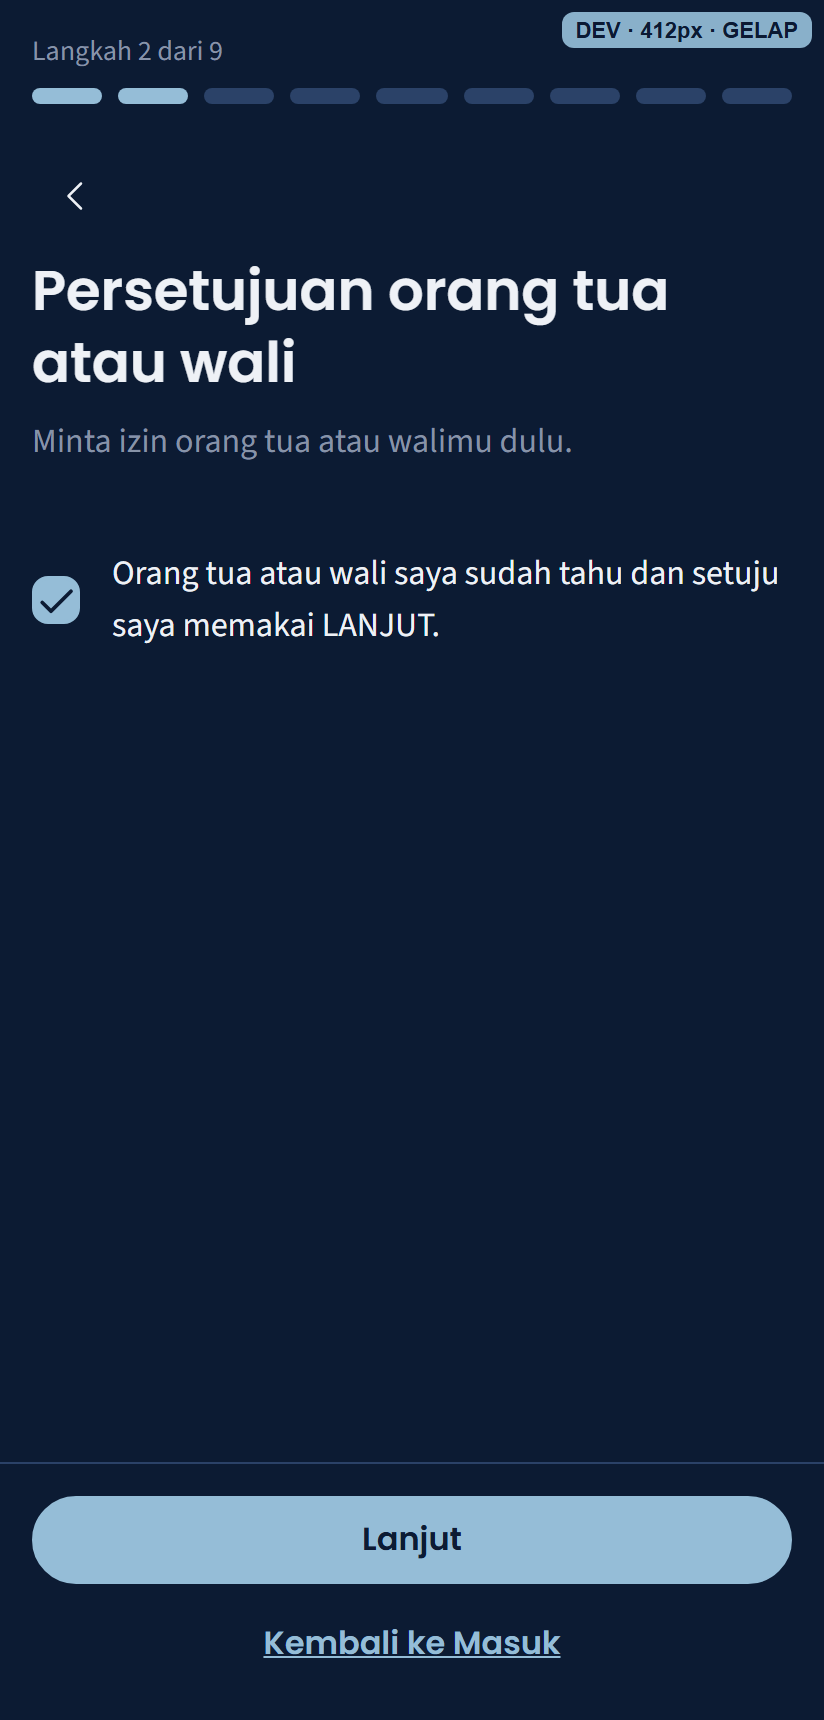 DEV · 412px · GELAP
Langkah 2 dari 9
Persetujuan orang tua
atau wali
Minta izin orang tua atau walimu dulu.
Orang tua atau wali saya sudah tahu dan setuju
saya memakai LANJUT.
Lanjut
Kembali ke Masuk